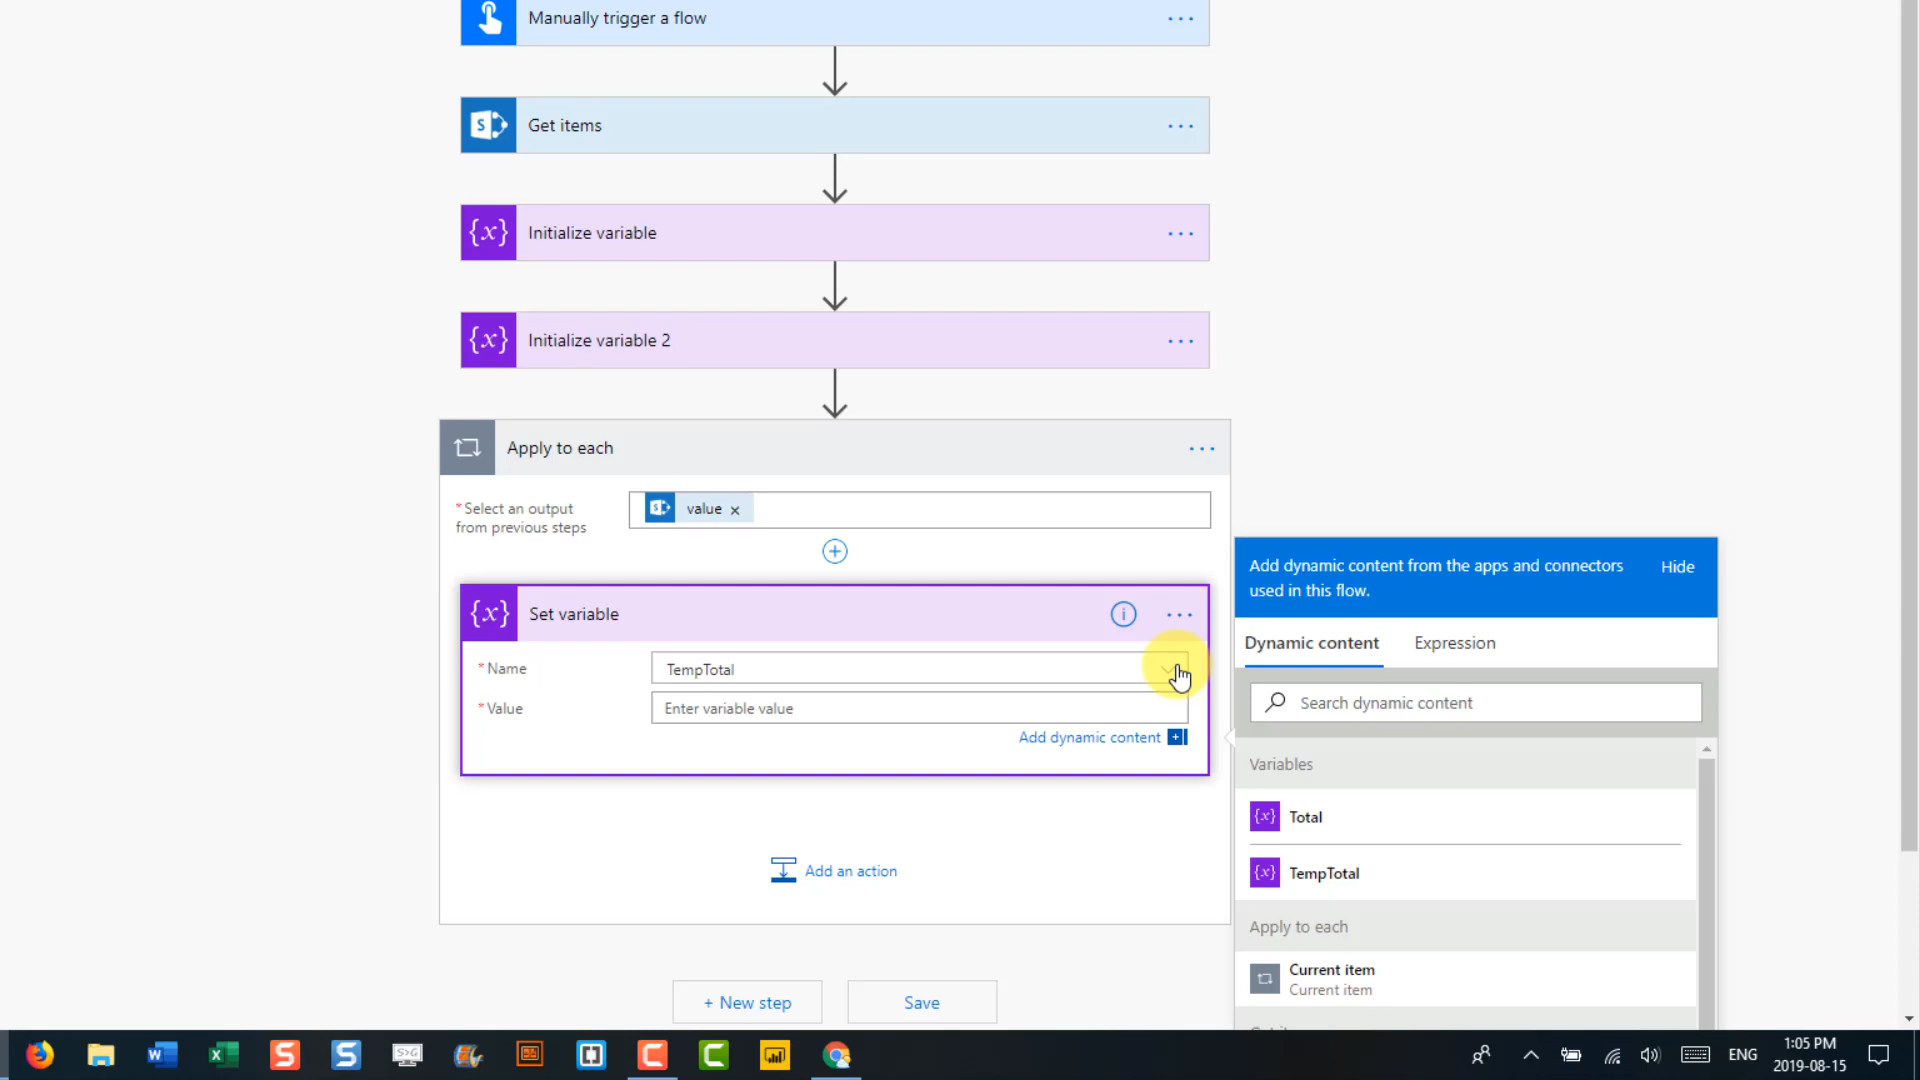 Manually trigger a flow
Get items
Initialize variable
Initialize variable 2
Apply to each
*Select an output
from previous steps
value
Add dynamic content from the apps and connectors
used in this flow.
Hide
Set variable
Dynamic content
Expression
*Name
TempTotal
*Value
Enter variable value
Search dynamic content
Add dynamic content
Variables
Total
TempTotal
Add an action
Apply to each
Current item
Current item
+ New step
Save
ENG
1:05 PM
2019-08-15